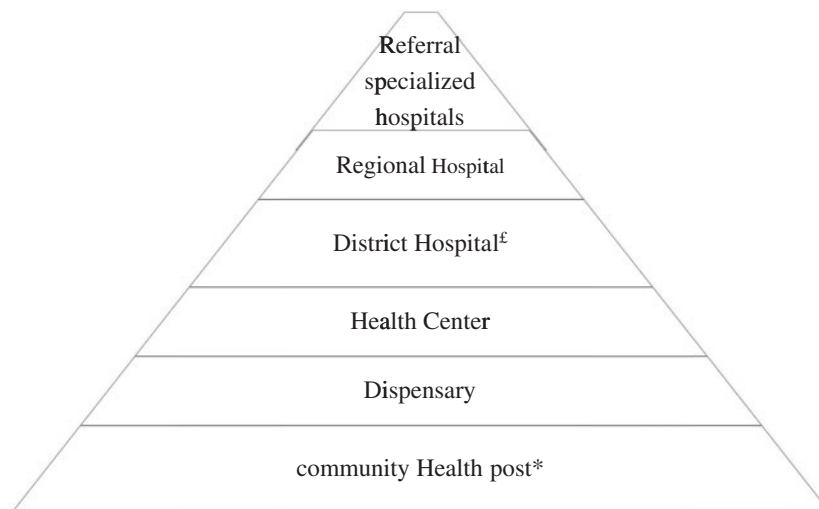 Referral
specialized
hospitals
Regional Hospital
District Hospital£
Health Center
Dispensary
community Health post*